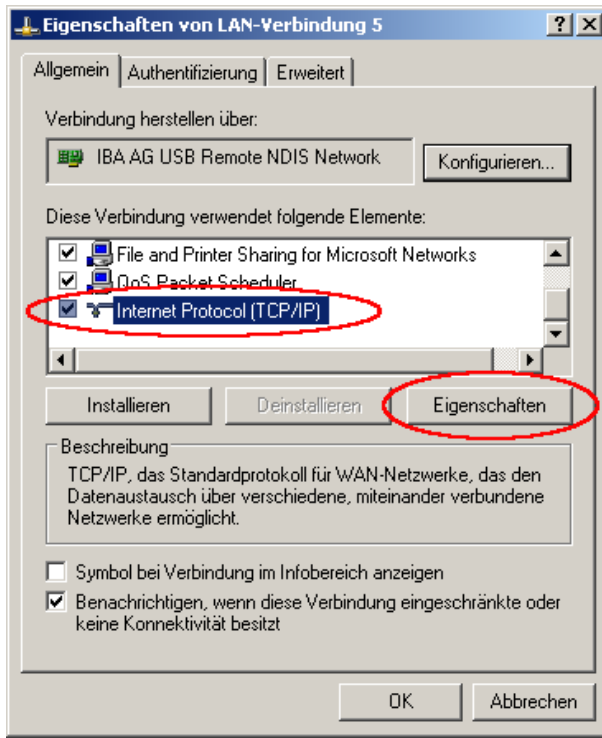 Eigenschaften von LAN-Verbindung 5
Allgemein
Authentifizierung
Erweitert
Verbindung herstellen über:
IBA AG USB Remote NDIS Network
Konfigurieren...
Diese Verbindung verwendet folgende Elemente:
File and Printer Sharing for Microsoft Networks
QoS Packet Scheduler
Internet Protocol (TCP/IP)
Installieren
Deinstallieren
Eigenschaften
Beschreibung
TCP/IP, das Standardprotokoll für WAN-Netzwerke, das den
Datenaustausch über verschiedene, miteinander verbundene
Netzwerke ermöglicht.
Symbol bei Verbindung im Infobereich anzeigen
Benachrichtigen, wenn diese Verbindung eingeschränkte oder
keine Konnektivität besitzt
OK
Abbrechen